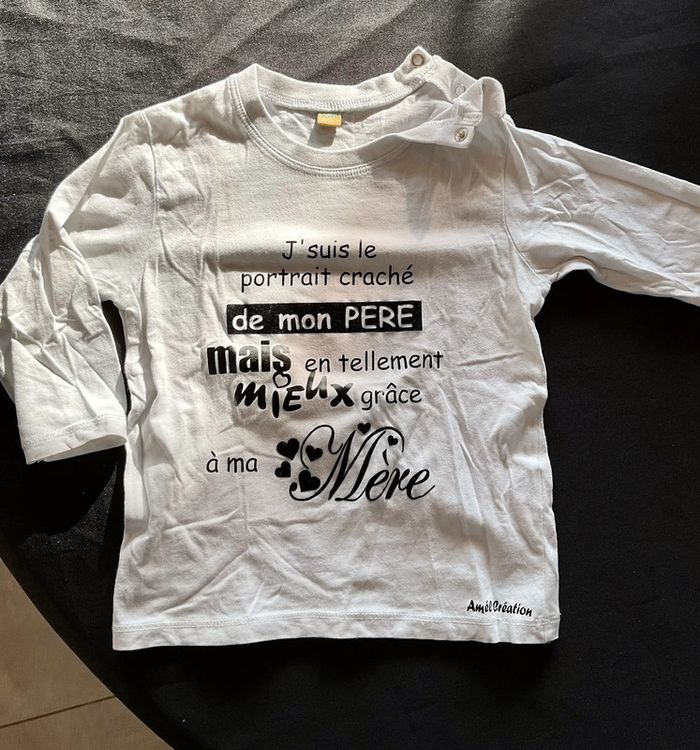 J'suis le
portrait craché
de mon PERE
mais en tellement
MiEUx grâce
à ma Mère
Amél Création